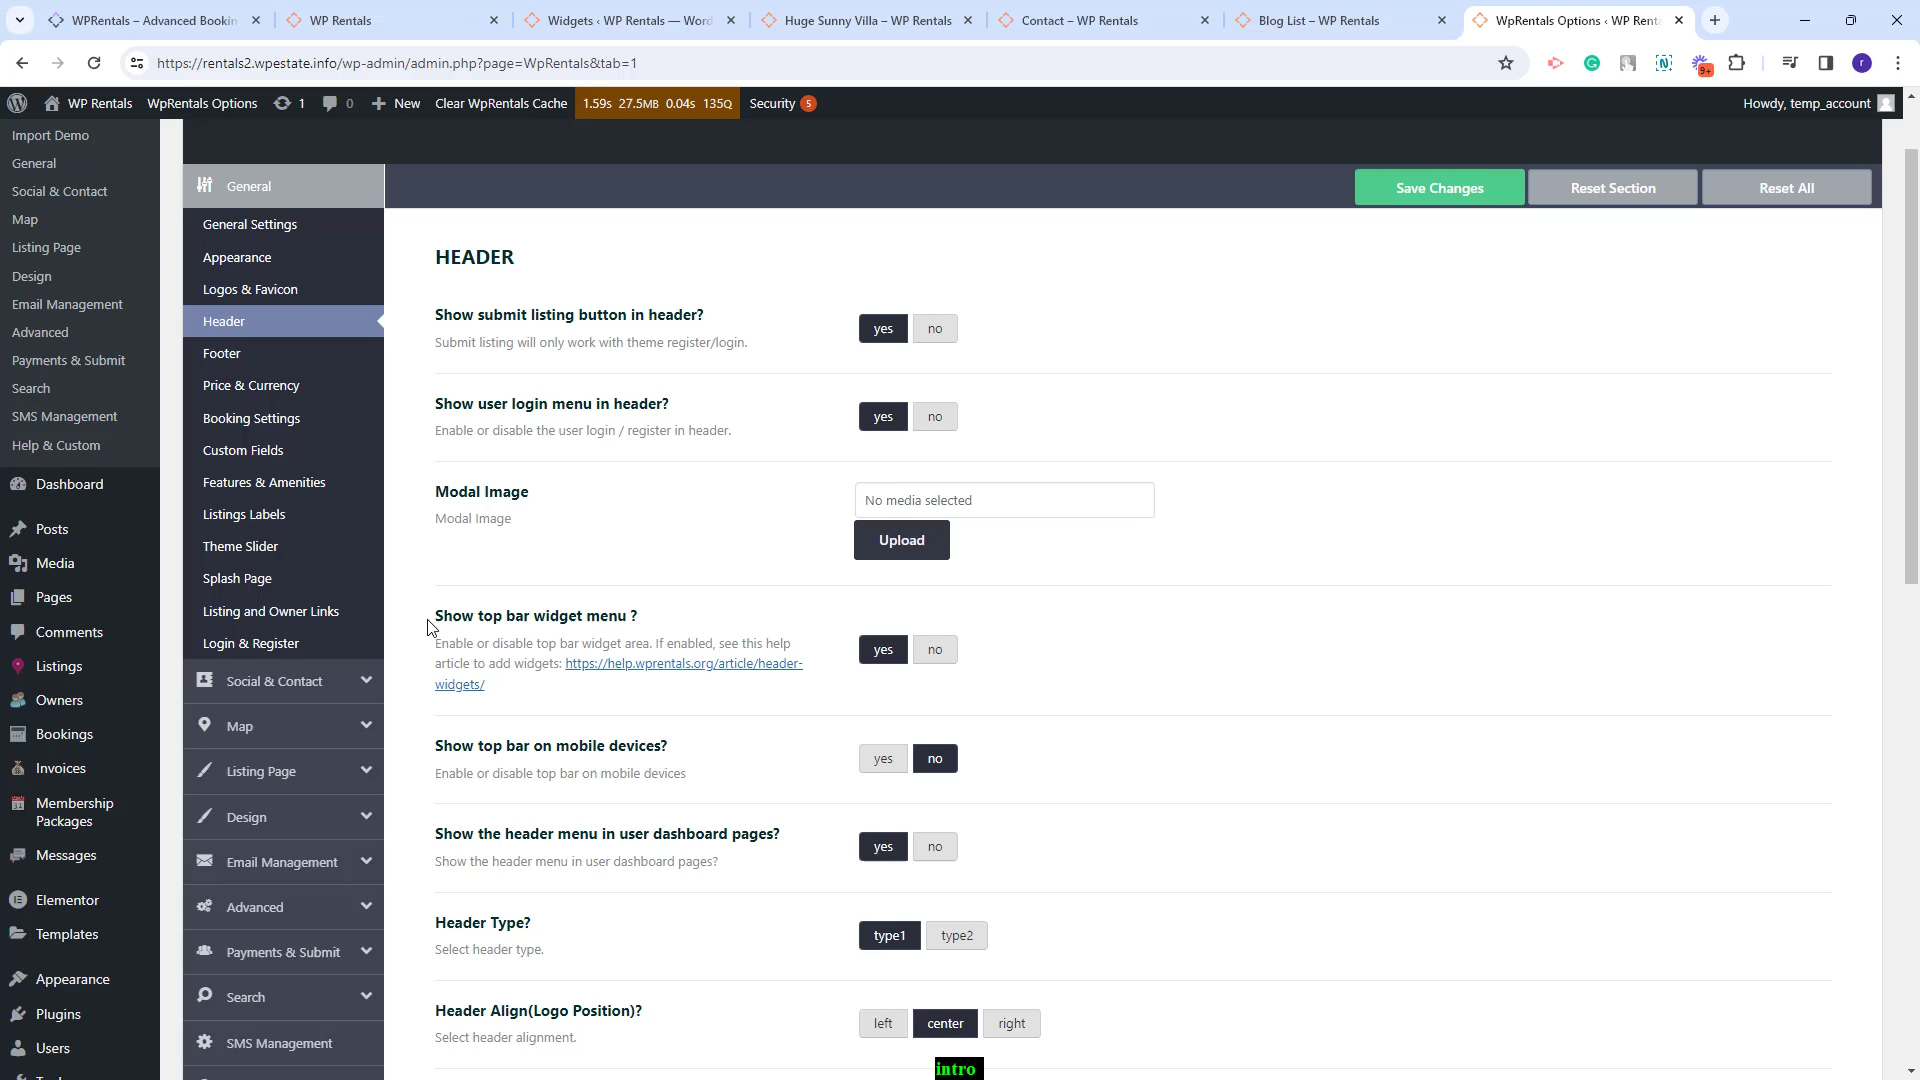 WPRentals – Advanced Bookin
WP Rentals
Widgets ‹ WP Rentals — Word
Huge Sunny Villa – WP Rentals
Contact – WP Rentals
Blog List – WP Rentals
WpRentals Options ‹ WP Renta
https://rentals2.wpestate.info/wp-admin/admin.php?page=WpRentals&tab=1
9+
r
WP Rentals
WpRentals Options
1
0
New
Clear WpRentals Cache
1.59s 27.5MB 0.04s 135Q
Security 5
Howdy, temp_account
Import Demo
General
Social & Contact
Map
Listing Page
Design
Email Management
Advanced
Payments & Submit
Search
SMS Management
Help & Custom
Dashboard
Posts
Media
Pages
Comments
Listings
Owners
Bookings
Invoices
Membership
Packages
Messages
Elementor
Templates
Appearance
Plugins
Users
General
General Settings
Appearance
Logos & Favicon
Header
Footer
Price & Currency
Booking Settings
Custom Fields
Features & Amenities
Listings Labels
Theme Slider
Splash Page
Listing and Owner Links
Login & Register
Social & Contact
Map
Listing Page
Design
Email Management
Advanced
Payments & Submit
Search
SMS Management
Save Changes
Reset Section
Reset All
HEADER
Show submit listing button in header?
Submit listing will only work with theme register/login.
yes no
Show user login menu in header?
Enable or disable the user login / register in header.
yes no
Modal Image
Modal Image
No media selected
Upload
Show top bar widget menu ?
Enable or disable top bar widget area. If enabled, see this help
article to add widgets: https://help.wprentals.org/article/header-
widgets/
yes no
Show top bar on mobile devices?
Enable or disable top bar on mobile devices
yes no
Show the header menu in user dashboard pages?
Show the header menu in user dashboard pages?
yes no
Header Type?
Select header type.
type1 type2
Header Align(Logo Position)?
Select header alignment.
left center right
intro